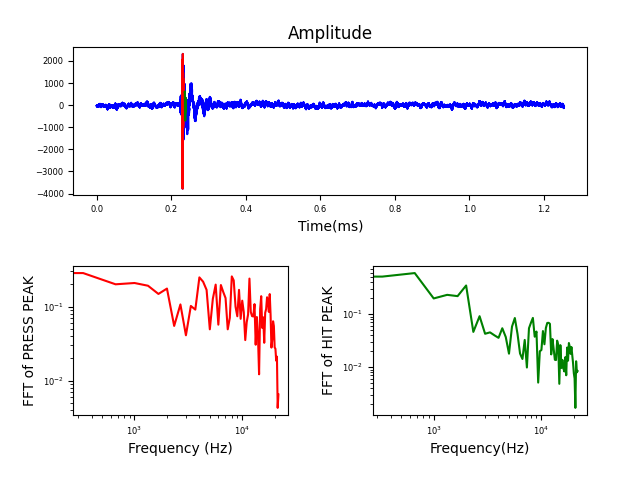 Amplitude
2000
1000
0
−1000
−2000
−3000
−4000
0.0 0.2 0.4 0.6 0.8 1.0 1.2
Time(ms)
FFT of PRESS PEAK
10⁻¹
10⁻²
10³ 10⁴
Frequency (Hz)
FFT of HIT PEAK
10⁻¹
10⁻²
10³ 10⁴
Frequency(Hz)